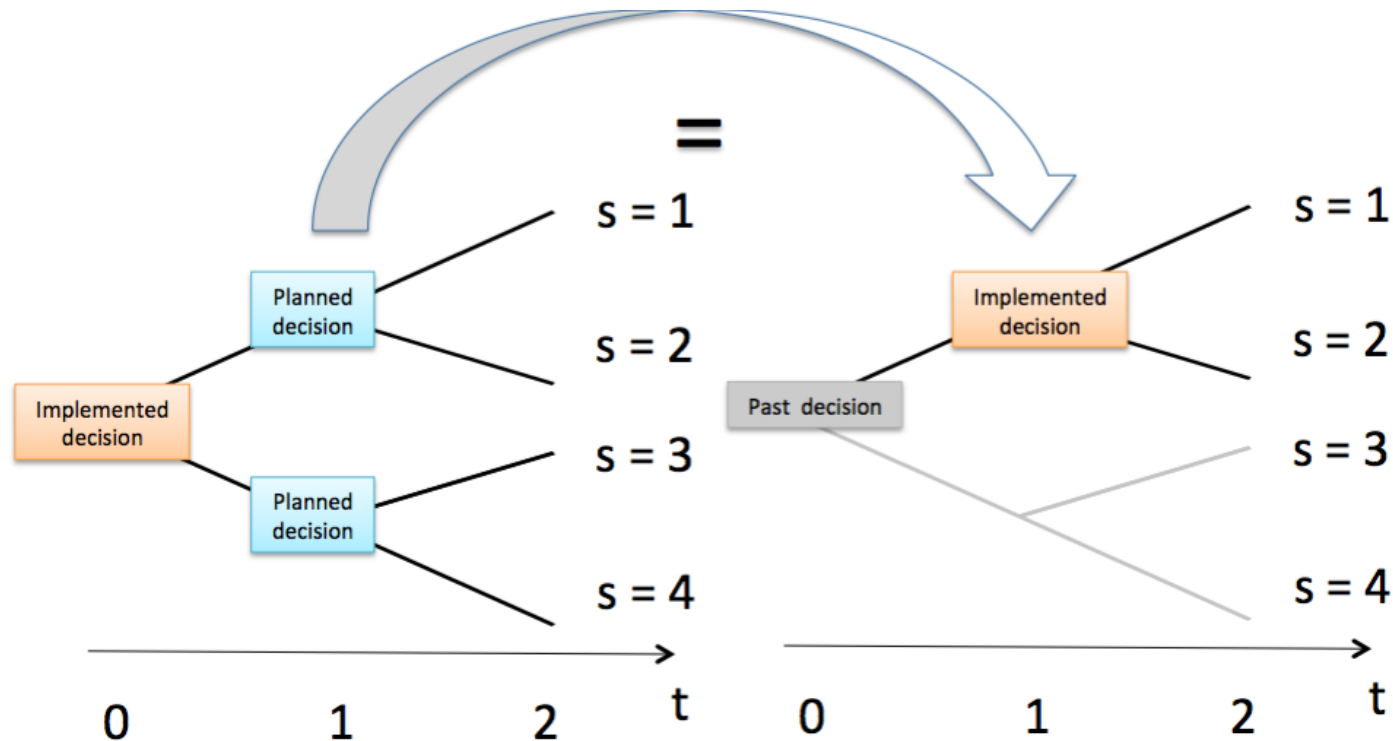 =
s = 1
Planned
decision
s = 2
Implemented
decision
s = 3
Planned
decision
s = 4
0 1 2 t
s = 1
Implemented
decision
s = 2
Past decision
s = 3
s = 4
0 1 2 t